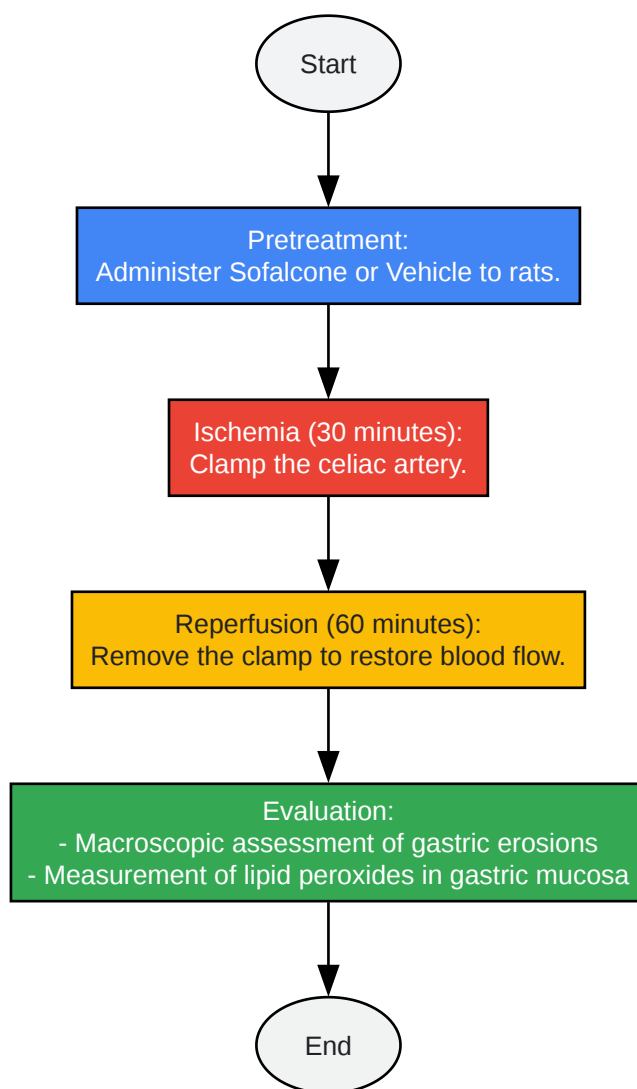 Start
Pretreatment:
Administer Sofalcone or Vehicle to rats.
Ischemia (30 minutes):
Clamp the celiac artery.
Reperfusion (60 minutes):
Remove the clamp to restore blood flow.
Evaluation:
- Macroscopic assessment of gastric erosions
- Measurement of lipid peroxides in gastric mucosa
End